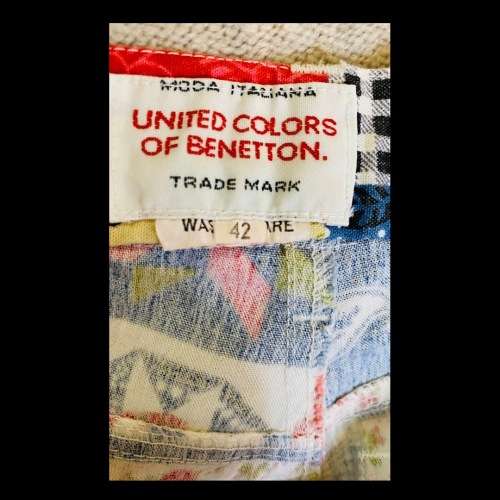 MODA ITALIANA
UNITED COLORS
OF BENETTON.
TRADE MARK
42